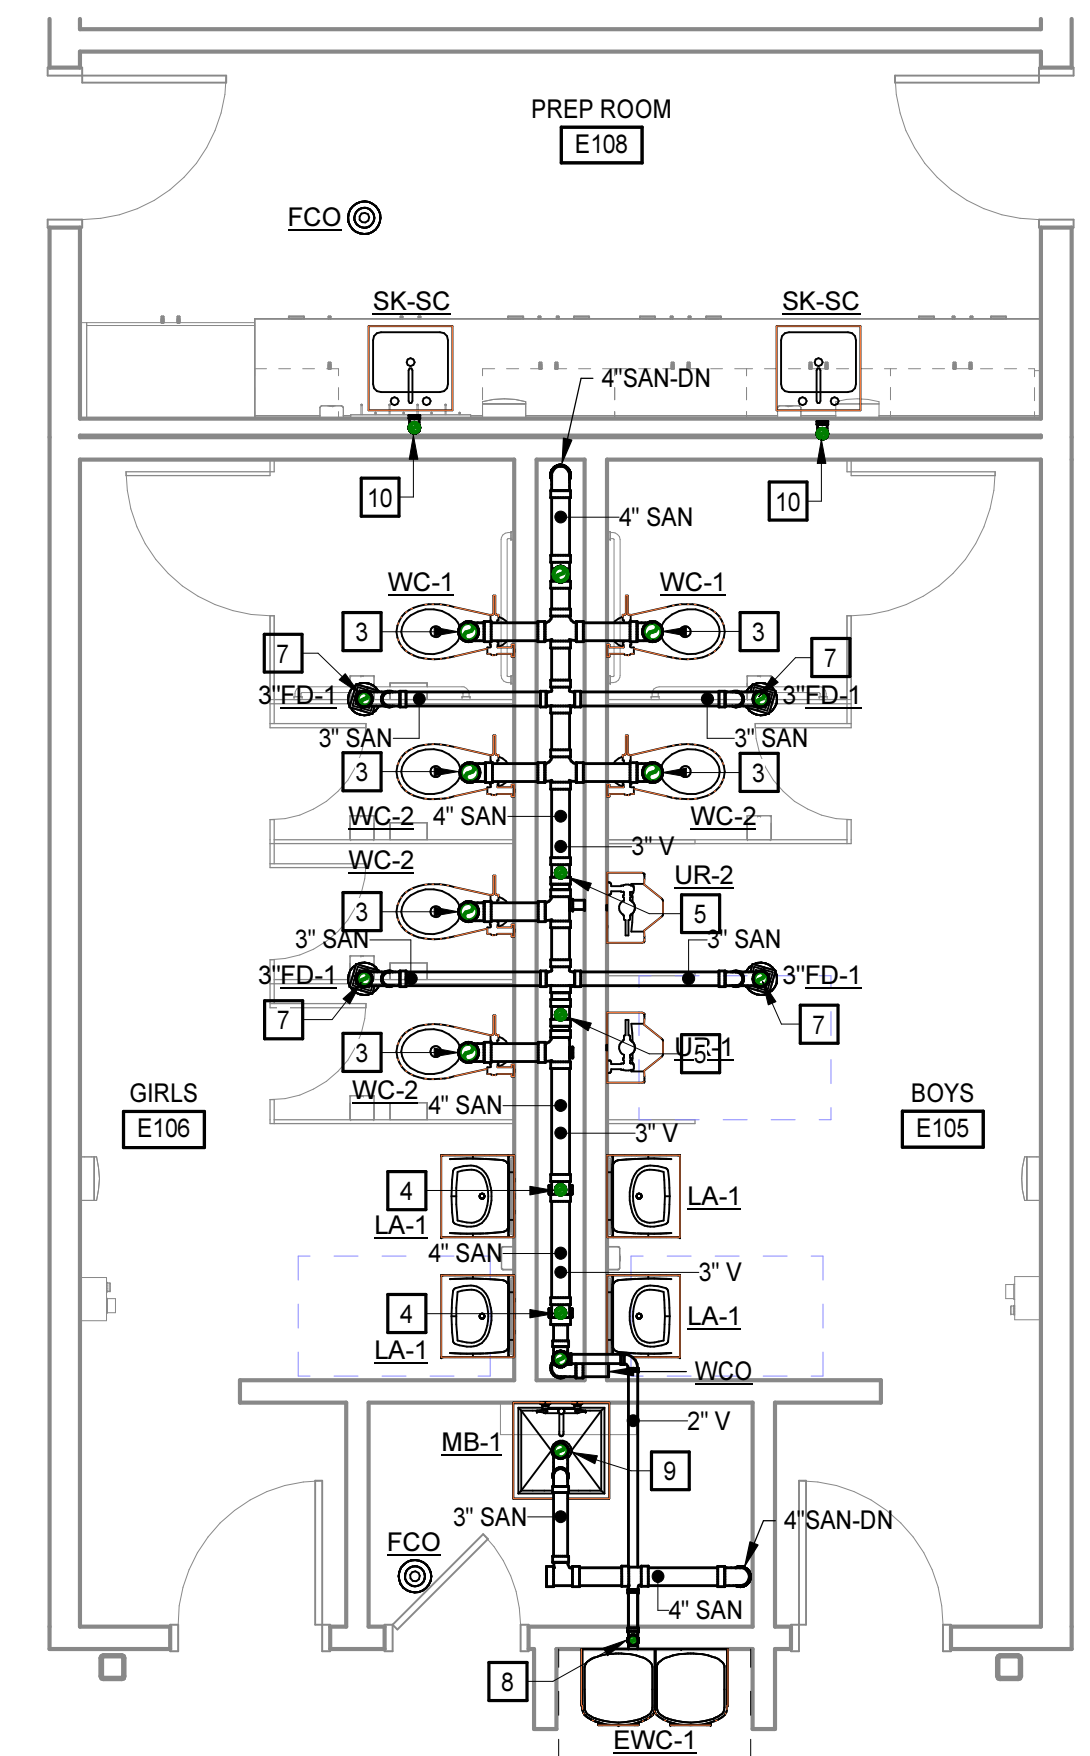 PREP ROOM
E108
FCO
SK-SC
SK-SC
4"SAN-DN
10
10
4" SAN
WC-1
WC-1
3
3
7
7
3"FD-1
3"FD-1
3" SAN
3" SAN
3
3
WC-2
4" SAN
WC-2
3" V
WC-2
UR-2
3
5
3" SAN
3" SAN
3"FD-1
3"FD-1
7
7
3
UR-1
5
WC-2
4" SAN
GIRLS
E106
BOYS
E105
3" V
4
LA-1
LA-1
4" SAN
3" V
4
LA-1
LA-1
WCO
2" V
MB-1
9
3" SAN
4"SAN-DN
FCO
4" SAN
8
EWC-1